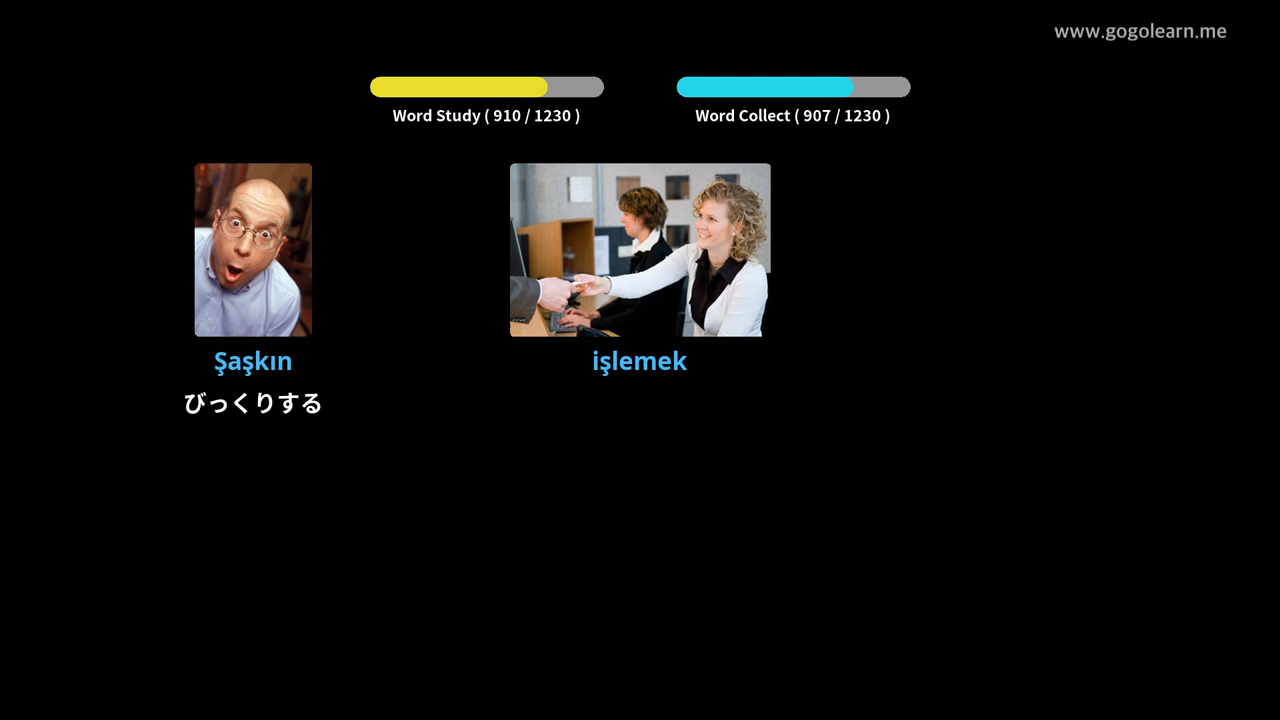 www.gogolearn.me
Word Study ( 910 / 1230 )
Word Collect ( 907 / 1230 )
Şaşkın
işlemek
びっくりする